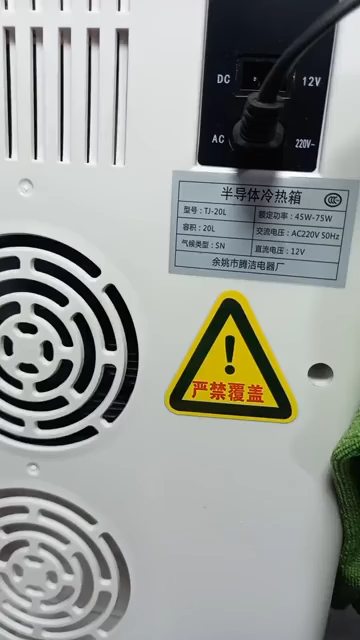 DC 12V
AC 220V~
半导体冷热箱
型号：TJ-20L 额定功率：45W-75W
容积：20L 交流电压：AC220V 50Hz
气候类型：SN 直流电压：12V
余姚市腾洁电器厂
!
严禁覆盖